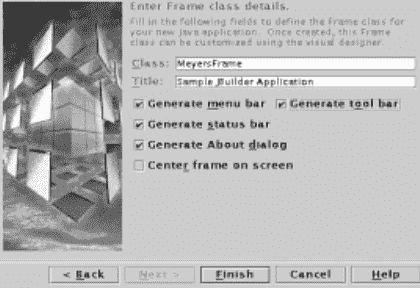 Enter Frame class details.
Fill in the following fields to define the Frame class for
your new Java application. Once created, this Frame
class can be customized using the visual designer.
Class: MeyersFrame
Title: Sample JBuilder Application
Generate menu bar Generate tool bar
Generate status bar
Generate About dialog
Center frame on screen
< Back Next > Finish Cancel Help